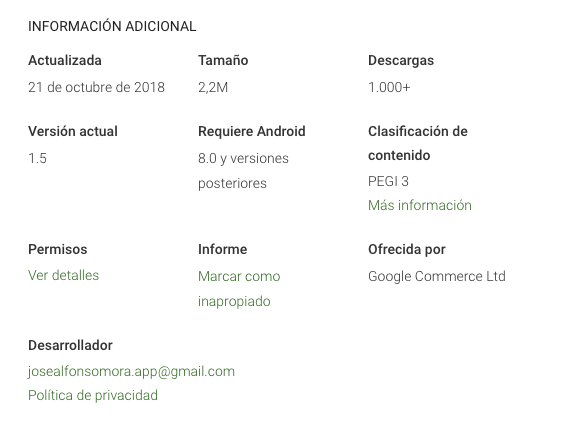 INFORMACIÓN ADICIONAL
Actualizada
21 de octubre de 2018
Tamaño
2,2M
Descargas
1.000+
Versión actual
1.5
Requiere Android
8.0 y versiones
posteriores
Clasificación de
contenido
PEGI 3
Más información
Permisos
Ver detalles
Informe
Marcar como
inapropiado
Ofrecida por
Google Commerce Ltd
Desarrollador
josealfonsomora.app@gmail.com
Política de privacidad